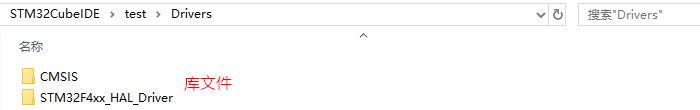 STM32CubeIDE › test › Drivers
搜索"Drivers"
名称
CMSIS
库文件
STM32F4xx_HAL_Driver